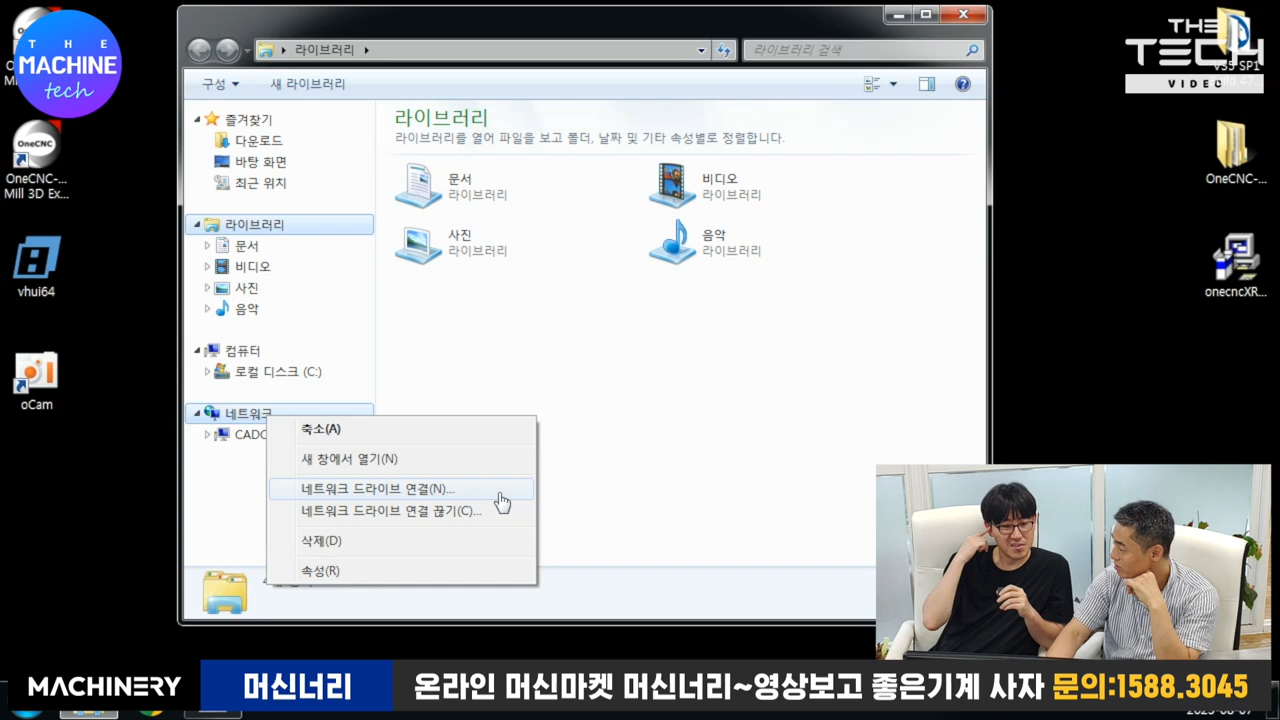 THE
MACHINE
tech
THE
TECH
VIDEO
V35 SP1
라이브러리
라이브러리 검색
구성
새 라이브러리
즐겨찾기
다운로드
바탕 화면
최근 위치
라이브러리
문서
비디오
사진
음악
컴퓨터
로컬 디스크 (C:)
네트워크
라이브러리
라이브러리를 열어 파일을 보고 폴더, 날짜 및 기타 속성별로 정렬합니다.
문서
라이브러리
비디오
라이브러리
사진
라이브러리
음악
라이브러리
축소(A)
새 창에서 열기(N)
네트워크 드라이브 연결(N)...
네트워크 드라이브 연결 끊기(C)...
삭제(D)
속성(R)
OneCNC
OneCNC-...
Mill 3D Ex...
vhui64
oCam
OneCNC-...
onecncXR...
MACHINERY
머신너리
온라인 머신마켓 머신너리~영상보고 좋은기계 사자 문의:1588.3045